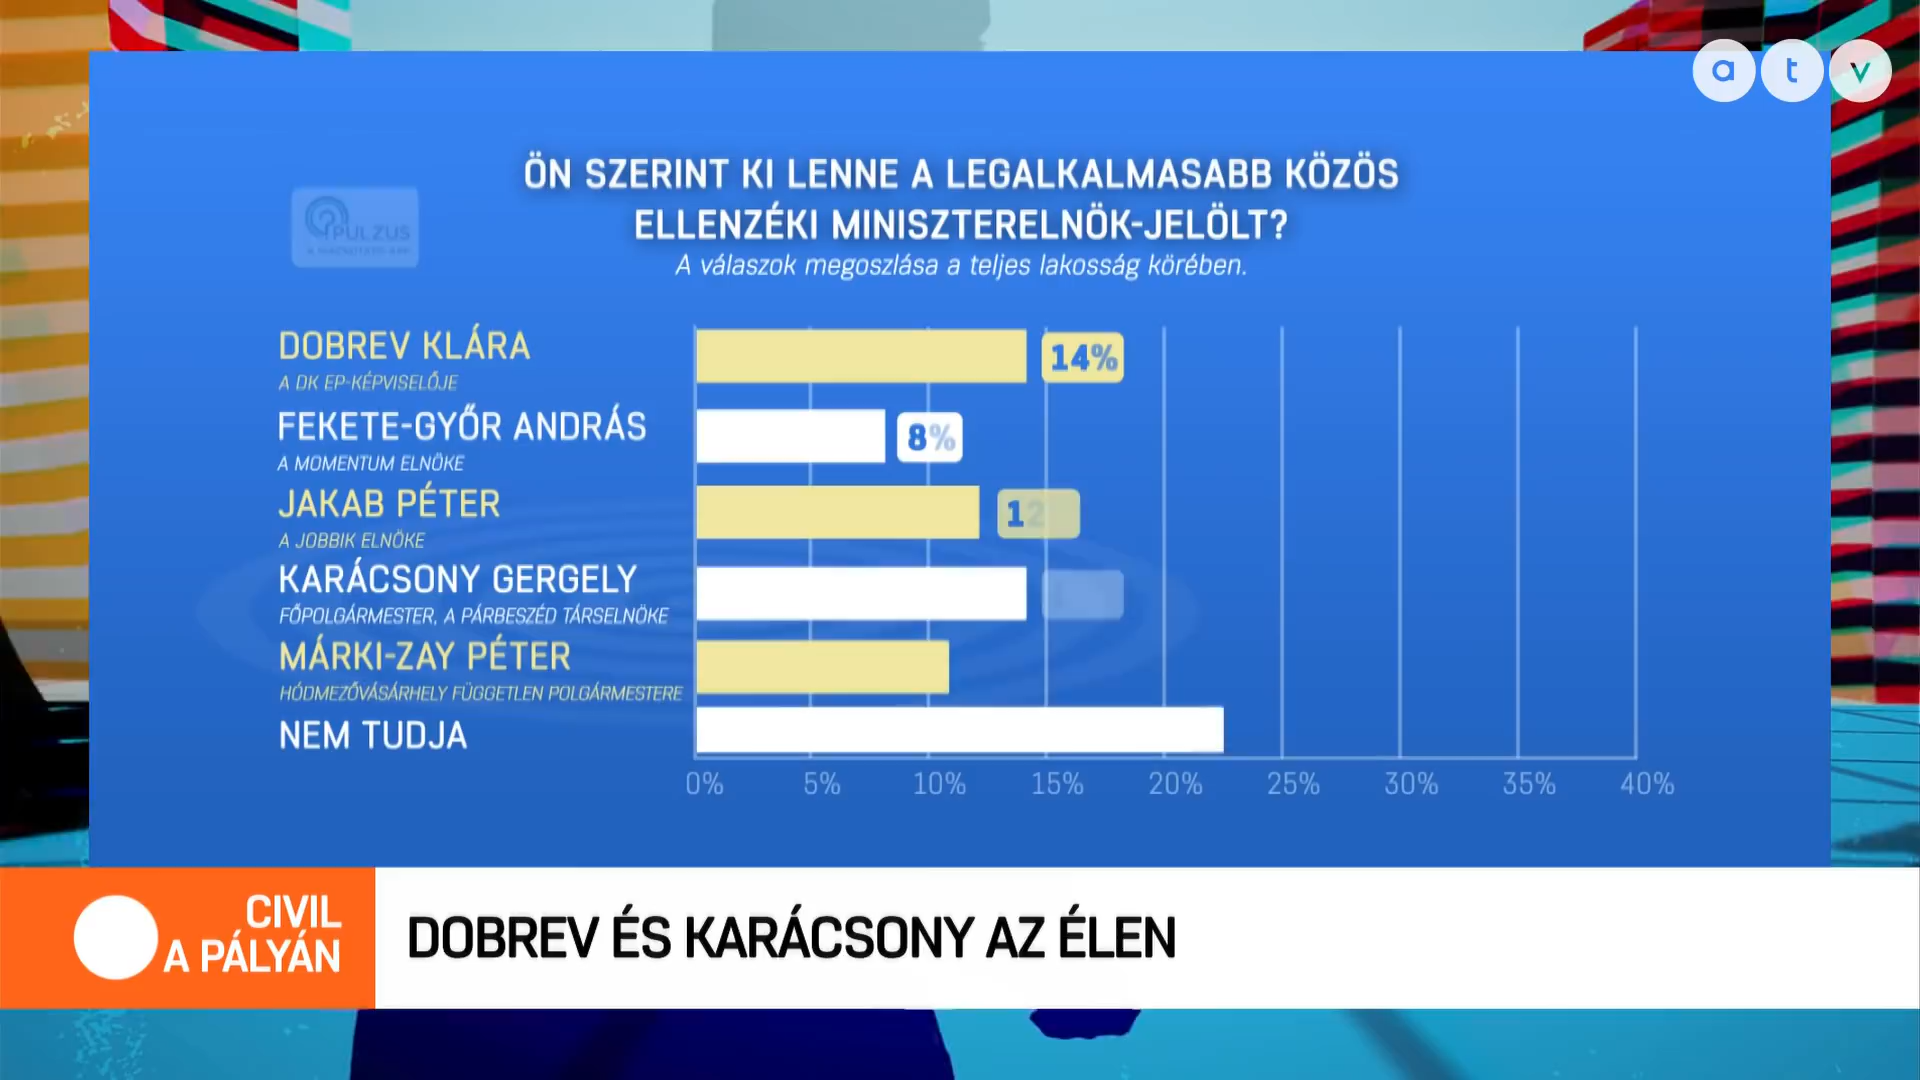 a t v
ÖN SZERINT KI LENNE A LEGALKALMASABB KÖZÖS
ELLENZÉKI MINISZTERELNÖK-JELÖLT?
A válaszok megoszlása a teljes lakosság körében.
PULZUS
DOBREV KLÁRA
A DK EP-KÉPVISELŐJE
14%
FEKETE-GYŐR ANDRÁS
A MOMENTUM ELNÖKE
8%
JAKAB PÉTER
A JOBBIK ELNÖKE
12
KARÁCSONY GERGELY
FŐPOLGÁRMESTER, A PÁRBESZÉD TÁRSELNÖKE
MÁRKI-ZAY PÉTER
HÓDMEZŐVÁSÁRHELY FÜGGETLEN POLGÁRMESTERE
NEM TUDJA
0% 5% 10% 15% 20% 25% 30% 35% 40%
CIVIL
A PÁLYÁN
DOBREV ÉS KARÁCSONY AZ ÉLEN